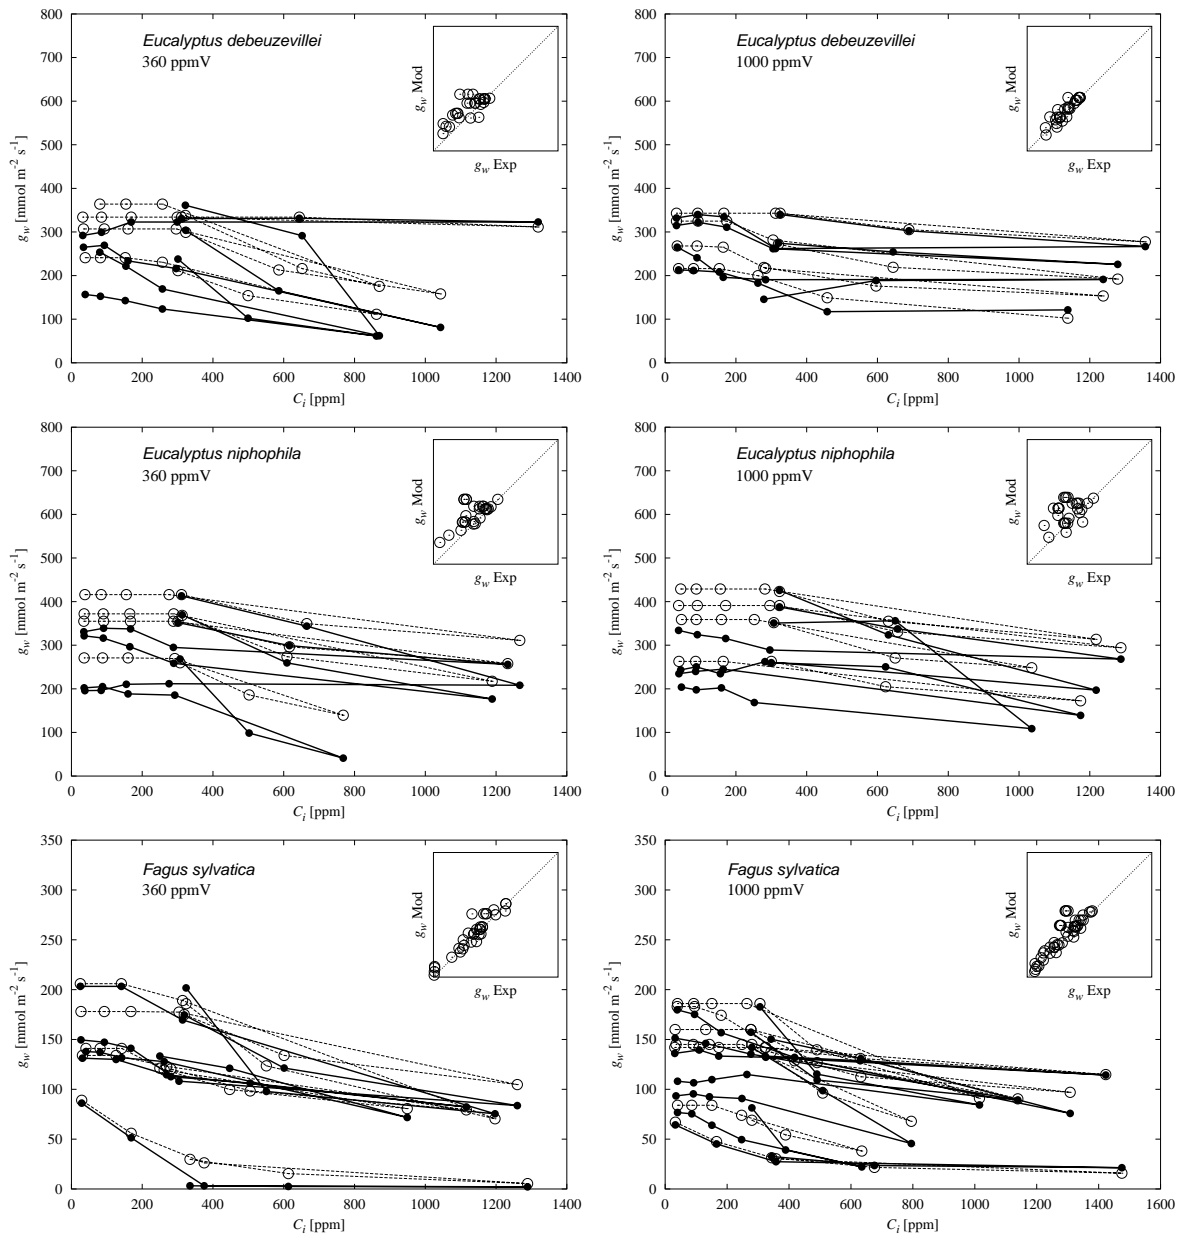 Eucalyptus debeuzevillei
360 ppmV
g_w Mod
g_w Exp
g_w [mmol m^-2 s^-1]
800
700
600
500
400
300
200
100
0
0 200 400 600 800 1000 1200 1400
C_i [ppm]
Eucalyptus debeuzevillei
1000 ppmV
g_w Mod
g_w Exp
g_w [mmol m^-2 s^-1]
800
700
600
500
400
300
200
100
0
0 200 400 600 800 1000 1200 1400
C_i [ppm]
Eucalyptus niphophila
360 ppmV
g_w Mod
g_w Exp
g_w [mmol m^-2 s^-1]
800
700
600
500
400
300
200
100
0
0 200 400 600 800 1000 1200 1400
C_i [ppm]
Eucalyptus niphophila
1000 ppmV
g_w Mod
g_w Exp
g_w [mmol m^-2 s^-1]
800
700
600
500
400
300
200
100
0
0 200 400 600 800 1000 1200 1400
C_i [ppm]
Fagus sylvatica
360 ppmV
g_w Mod
g_w Exp
g_w [mmol m^-2 s^-1]
350
300
250
200
150
100
50
0
0 200 400 600 800 1000 1200 1400
C_i [ppm]
Fagus sylvatica
1000 ppmV
g_w Mod
g_w Exp
g_w [mmol m^-2 s^-1]
350
300
250
200
150
100
50
0
0 200 400 600 800 1000 1200 1400 1600
C_i [ppm]